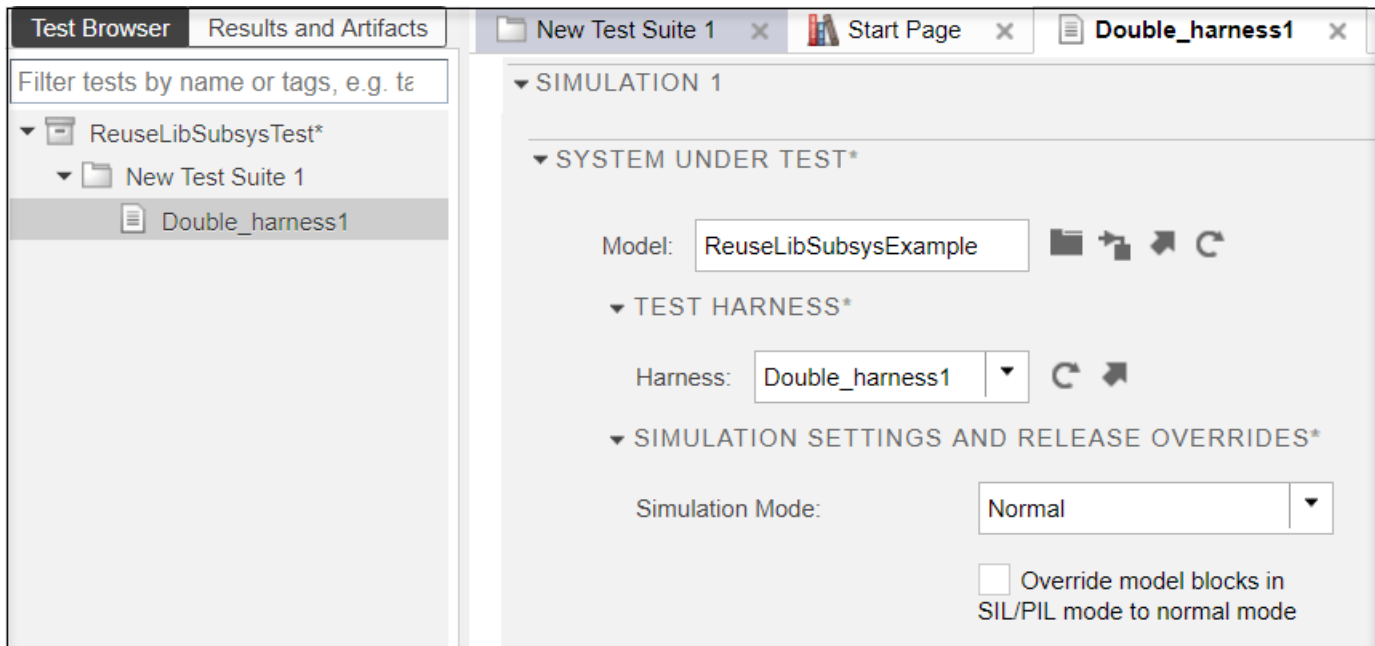 Test Browser Results and Artifacts
New Test Suite 1 Start Page Double_harness1
Filter tests by name or tags, e.g. ta
ReuseLibSubsysTest*
New Test Suite 1
Double_harness1
SIMULATION 1
SYSTEM UNDER TEST*
Model: ReuseLibSubsysExample
TEST HARNESS*
Harness: Double_harness1
SIMULATION SETTINGS AND RELEASE OVERRIDES*
Simulation Mode: Normal
Override model blocks in
SIL/PIL mode to normal mode